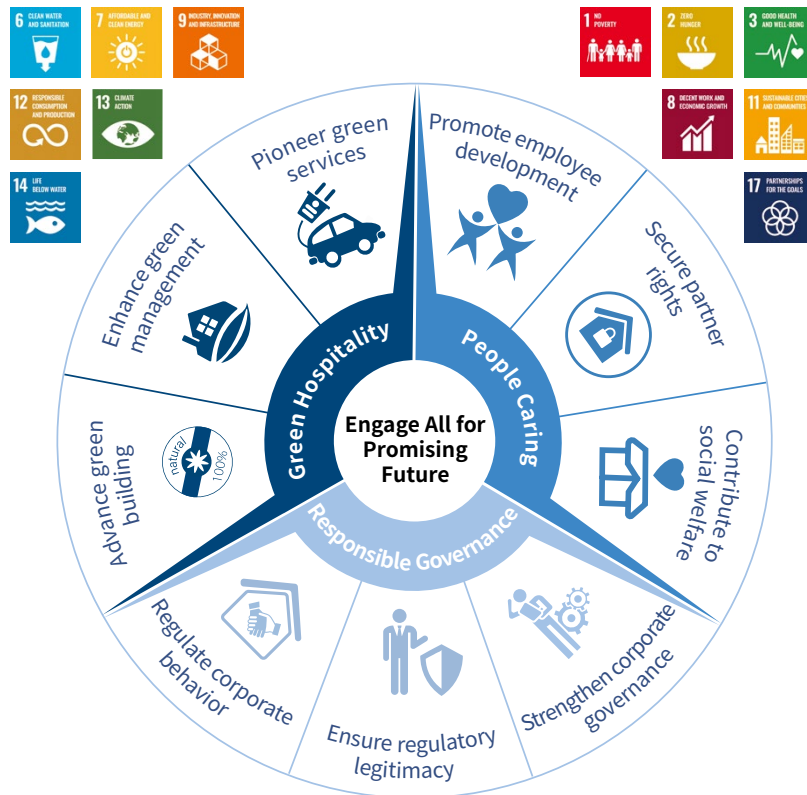 6 CLEAN WATER
AND SANITATION
7 AFFORDABLE AND
CLEAN ENERGY
9 INDUSTRY, INNOVATION
AND INFRASTRUCTURE
12 RESPONSIBLE
CONSUMPTION
AND PRODUCTION
13 CLIMATE
ACTION
14 LIFE
BELOW WATER
1 NO
POVERTY
2 ZERO
HUNGER
3 GOOD HEALTH
AND WELL-BEING
8 DECENT WORK AND
ECONOMIC GROWTH
11 SUSTAINABLE CITIES
AND COMMUNITIES
17 PARTNERSHIPS
FOR THE GOALS
Pioneer green
services
Promote employee
development
Enhance green
management
Secure partner
rights
Advance green
building
natural/
100%
Contribute to
social welfare
Green Hospitality
People Caring
Engage All for
Promising
Future
Responsible Governance
Regulate corporate
behavior
Ensure regulatory
legitimacy
Strengthen corporate
governance